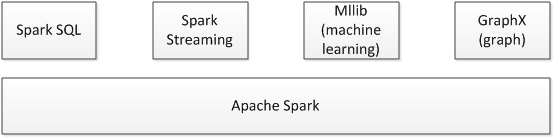 Spark SQL
Spark
Streaming
Mllib
(machine
learning)
GraphX
(graph)
Apache Spark